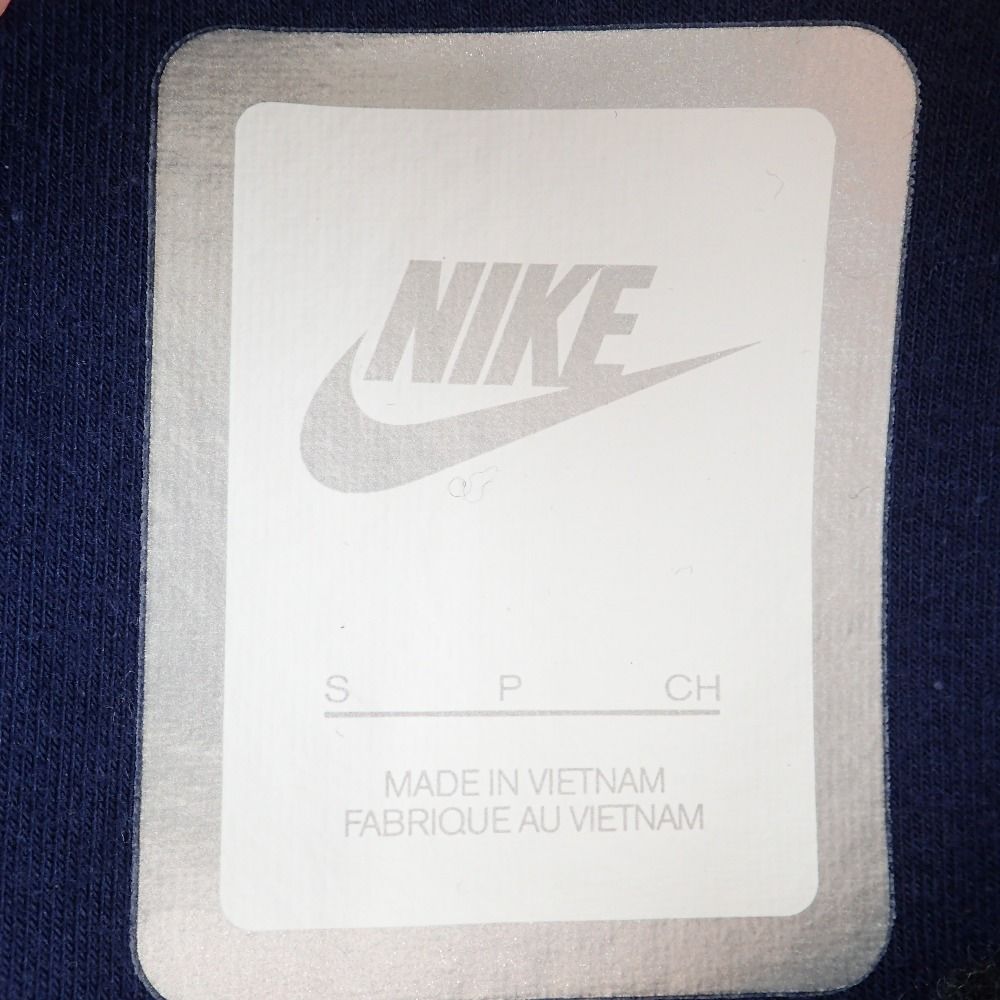 NIKE
S P CH
MADE IN VIETNAM
FABRIQUE AU VIETNAM